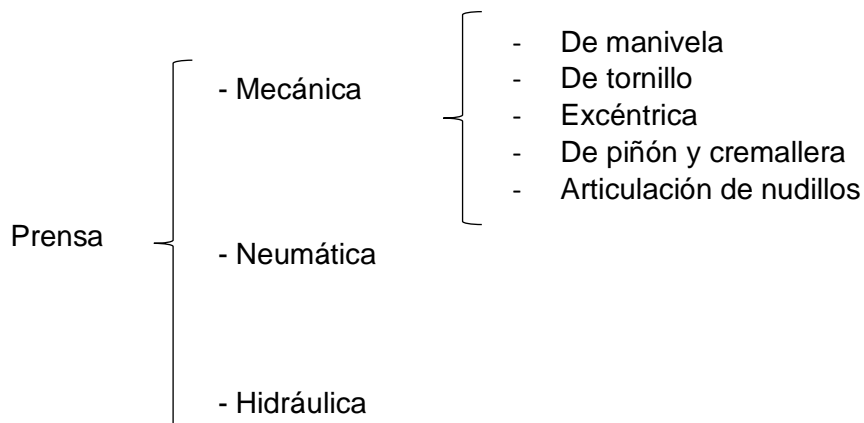 Prensa
- Mecánica
- De manivela
- De tornillo
- Excéntrica
- De piñón y cremallera
- Articulación de nudillos
- Neumática
- Hidráulica